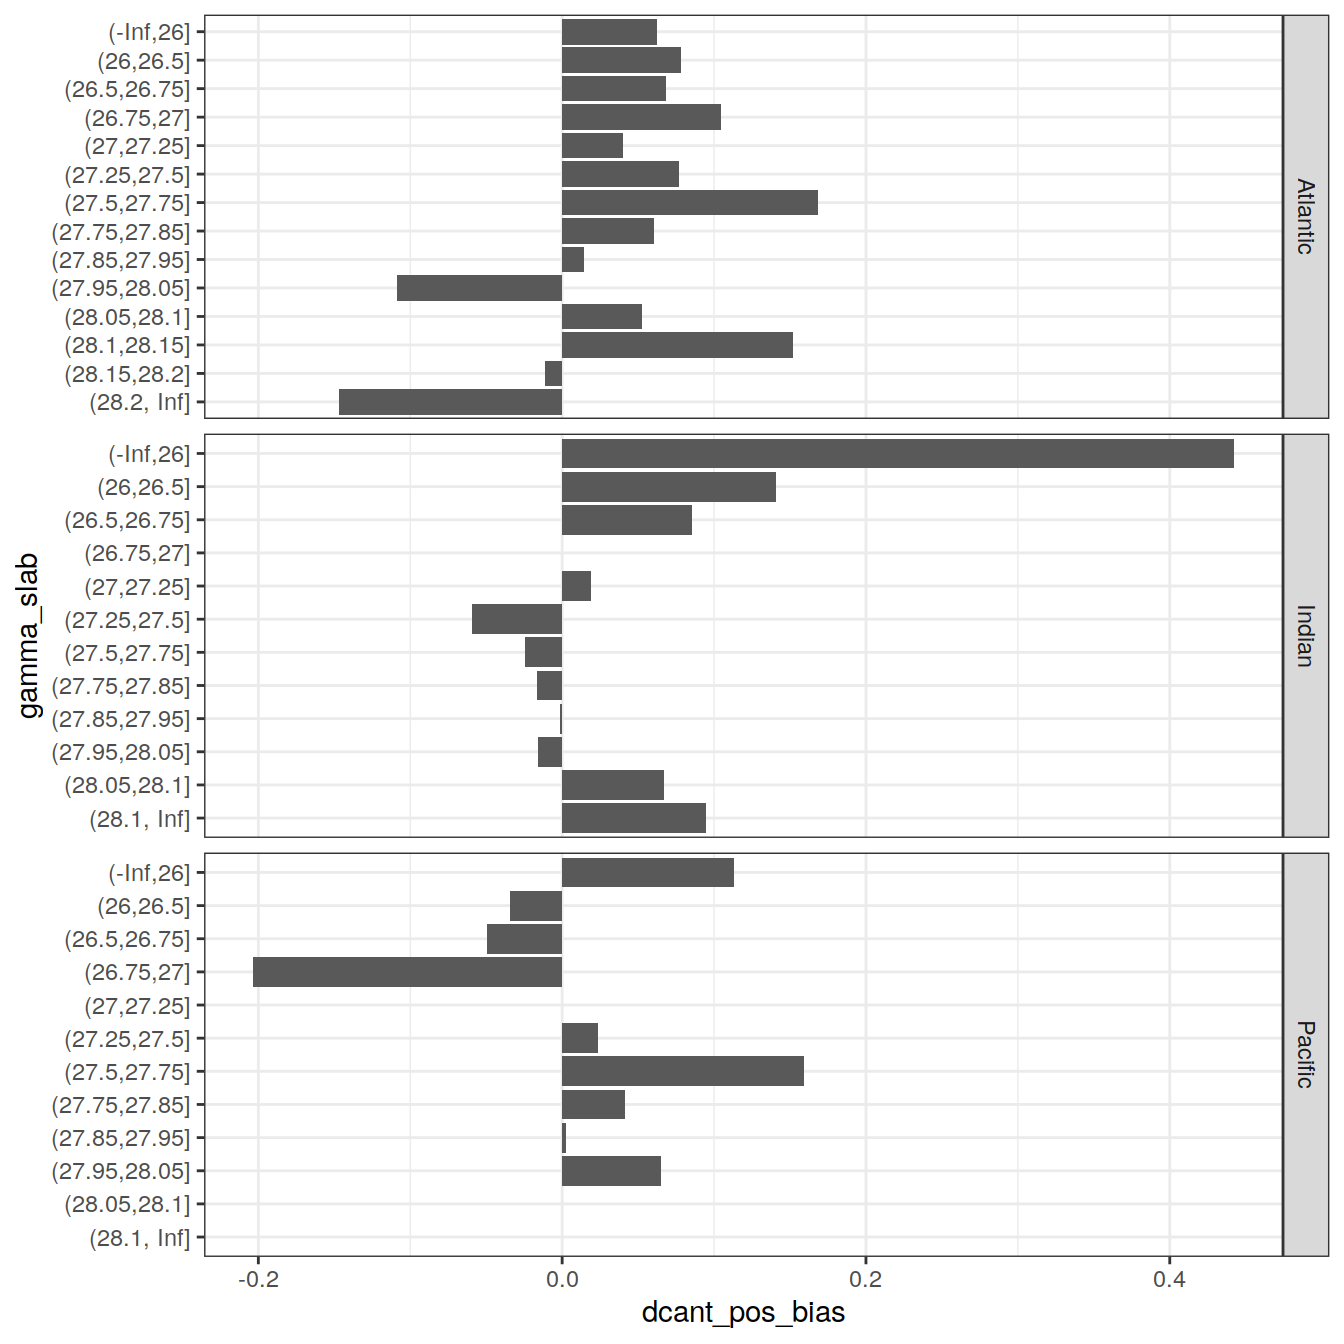 (-Inf,26]
(26,26.5]
(26.5,26.75]
(26.75,27]
(27,27.25]
(27.25,27.5]
(27.5,27.75]
(27.75,27.85]
(27.85,27.95]
(27.95,28.05]
(28.05,28.1]
(28.1,28.15]
(28.15,28.2]
(28.2, Inf]
Atlantic
(-Inf,26]
(26,26.5]
(26.5,26.75]
(26.75,27]
(27,27.25]
(27.25,27.5]
(27.5,27.75]
(27.75,27.85]
(27.85,27.95]
(27.95,28.05]
(28.05,28.1]
(28.1, Inf]
Indian
gamma_slab
(-Inf,26]
(26,26.5]
(26.5,26.75]
(26.75,27]
(27,27.25]
(27.25,27.5]
(27.5,27.75]
(27.75,27.85]
(27.85,27.95]
(27.95,28.05]
(28.05,28.1]
(28.1, Inf]
Pacific
-0.2 0.0 0.2 0.4
dcant_pos_bias